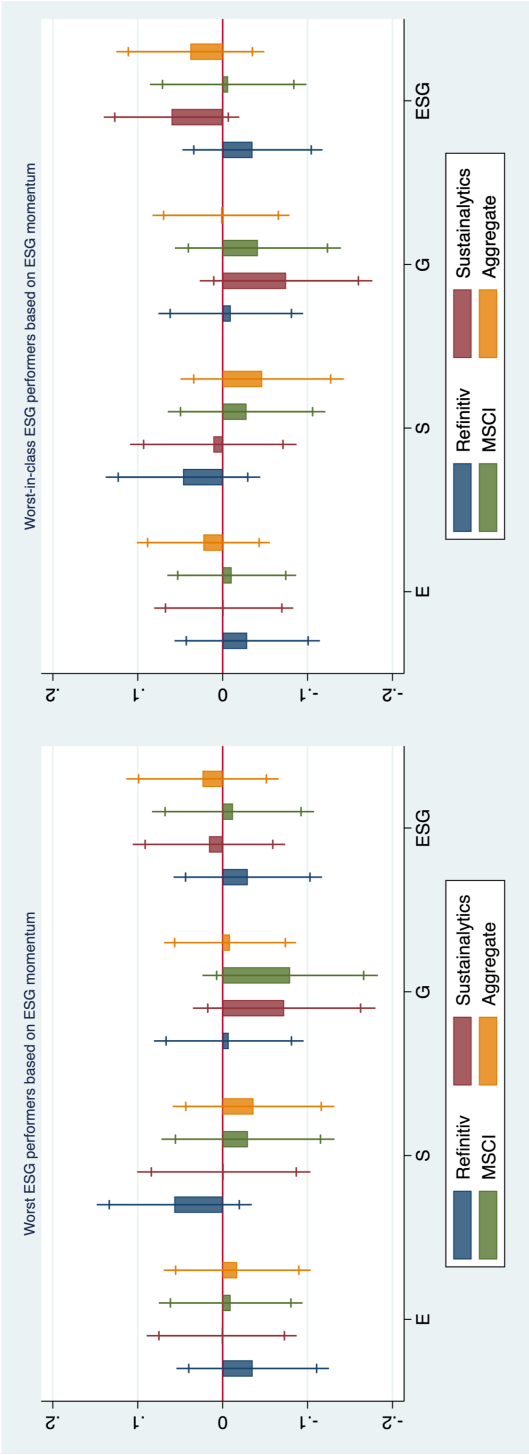 Worst ESG performers based on ESG momentum
.2
.1
0
-.1
-.2
E S G ESG
Refinitiv Sustainalytics
MSCI Aggregate
Worst-in-class ESG performers based on ESG momentum
.2
.1
0
-.1
-.2
E S G ESG
Refinitiv Sustainalytics
MSCI Aggregate